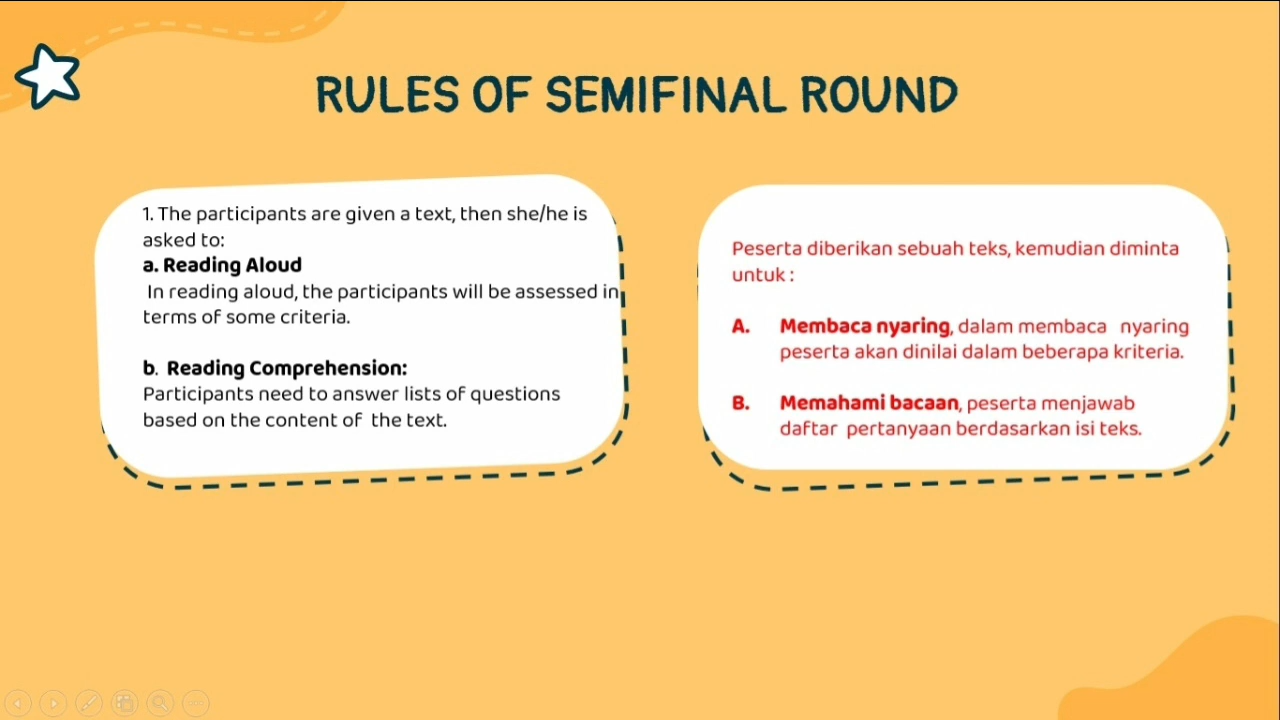 RULES OF SEMIFINAL ROUND
1. The participants are given a text, then she/he is
asked to:
a. Reading Aloud
In reading aloud, the participants will be assessed in
terms of some criteria.
b. Reading Comprehension:
Participants need to answer lists of questions
based on the content of the text.
Peserta diberikan sebuah teks, kemudian diminta
untuk :
A. Membaca nyaring, dalam membaca nyaring
peserta akan dinilai dalam beberapa kriteria.
B. Memahami bacaan, peserta menjawab
daftar pertanyaan berdasarkan isi teks.